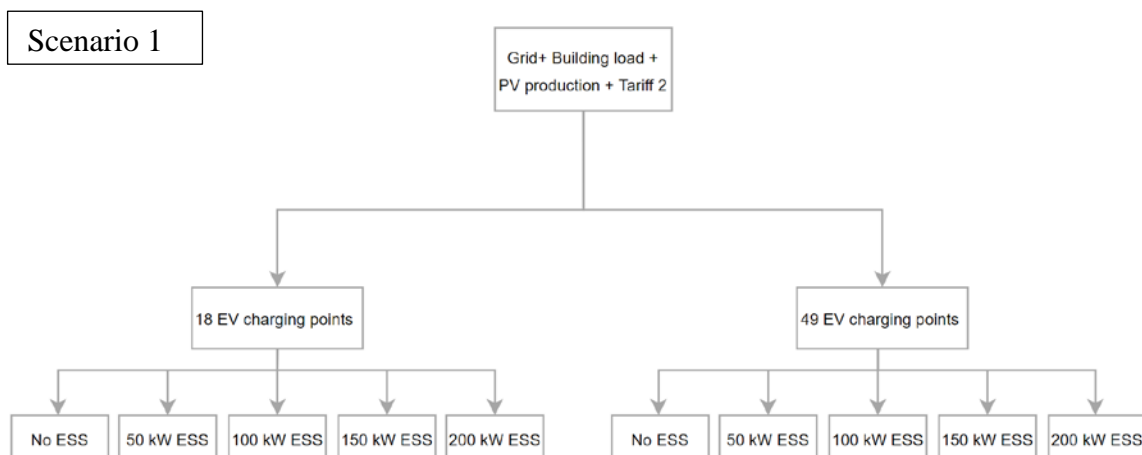 Scenario 1
Grid+ Building load +
PV production + Tariff 2
18 EV charging points
49 EV charging points
No ESS
50 kW ESS
100 kW ESS
150 kW ESS
200 kW ESS
No ESS
50 kW ESS
100 kW ESS
150 kW ESS
200 kW ESS